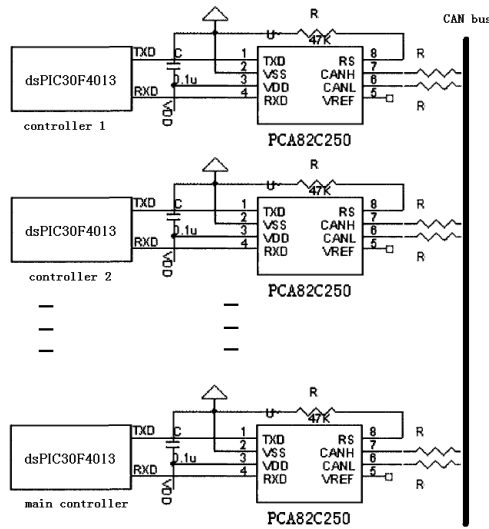 CAN bus
R
TXD C U 47K R
dsPIC30F4013 1 TXD RS 8
2 VSS CANH 7
0.1u 3 VDD CANL 6
RXD 4 RXD VREF 5
VDD R
controller 1
PCA82C250
R
TXD C U 47K R
dsPIC30F4013 1 TXD RS 8
2 VSS CANH 7
0.1u 3 VDD CANL 6
RXD 4 RXD VREF 5
VDD R
controller 2
PCA82C250
R
TXD C U 47K R
dsPIC30F4013 1 TXD RS 8
2 VSS CANH 7
0.1u 3 VDD CANL 6
RXD 4 RXD VREF 5
VDD R
main controller
PCA82C250